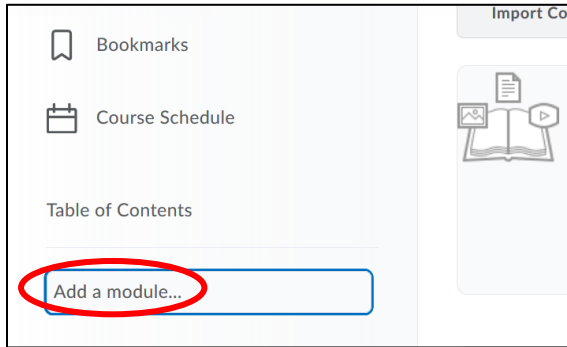 Bookmarks
Course Schedule
Table of Contents
Add a module...
Import Co